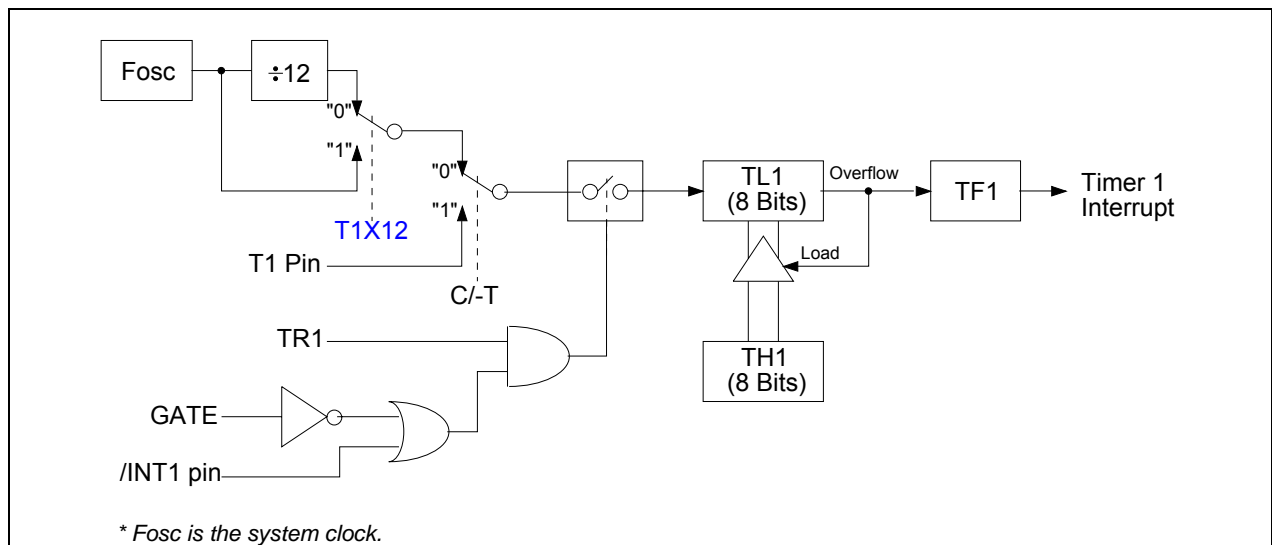 Fosc
÷12
"0"
"1"
T1X12
"0"
"1"
T1 Pin
C/-T
TL1
(8 Bits)
Overflow
TF1
Timer 1
Interrupt
Load
TH1
(8 Bits)
TR1
GATE
/INT1 pin
* Fosc is the system clock.